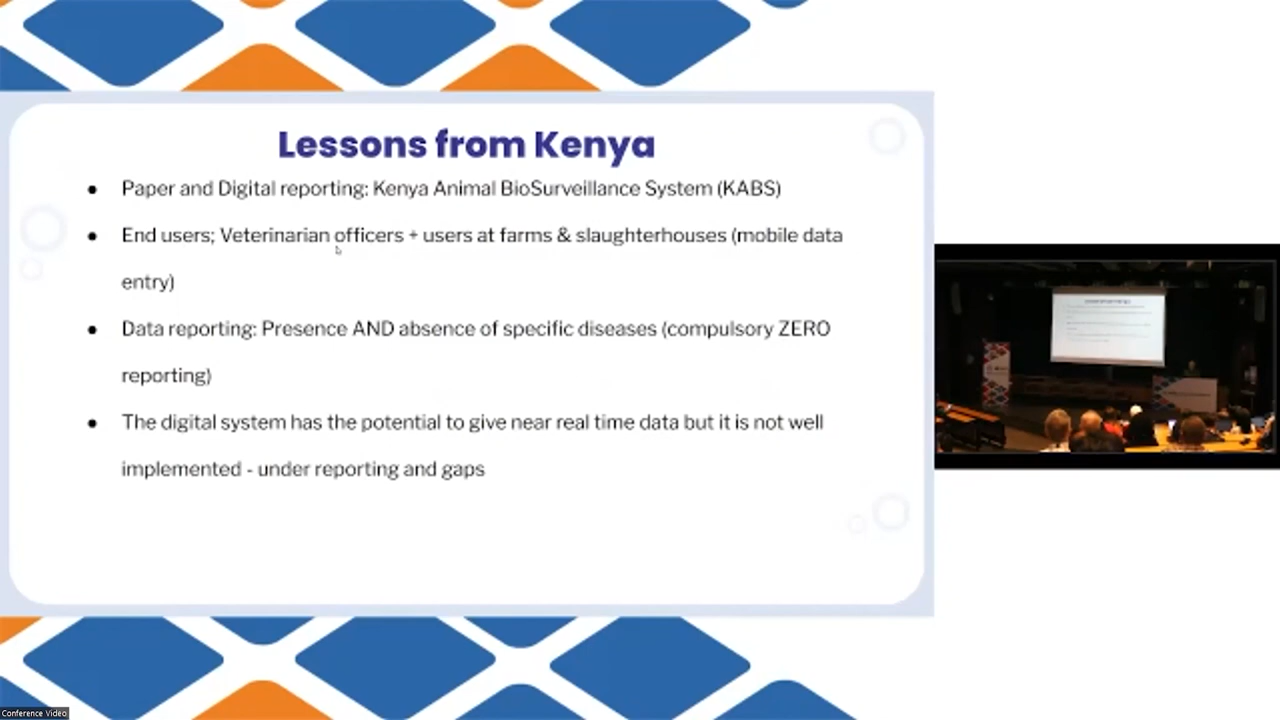 Lessons from Kenya
● Paper and Digital reporting: Kenya Animal BioSurveillance System (KABS)
● End users; Veterinarian officers + users at farms & slaughterhouses (mobile data
entry)
● Data reporting: Presence AND absence of specific diseases (compulsory ZERO
reporting)
● The digital system has the potential to give near real time data but it is not well
implemented - under reporting and gaps
Conference Video